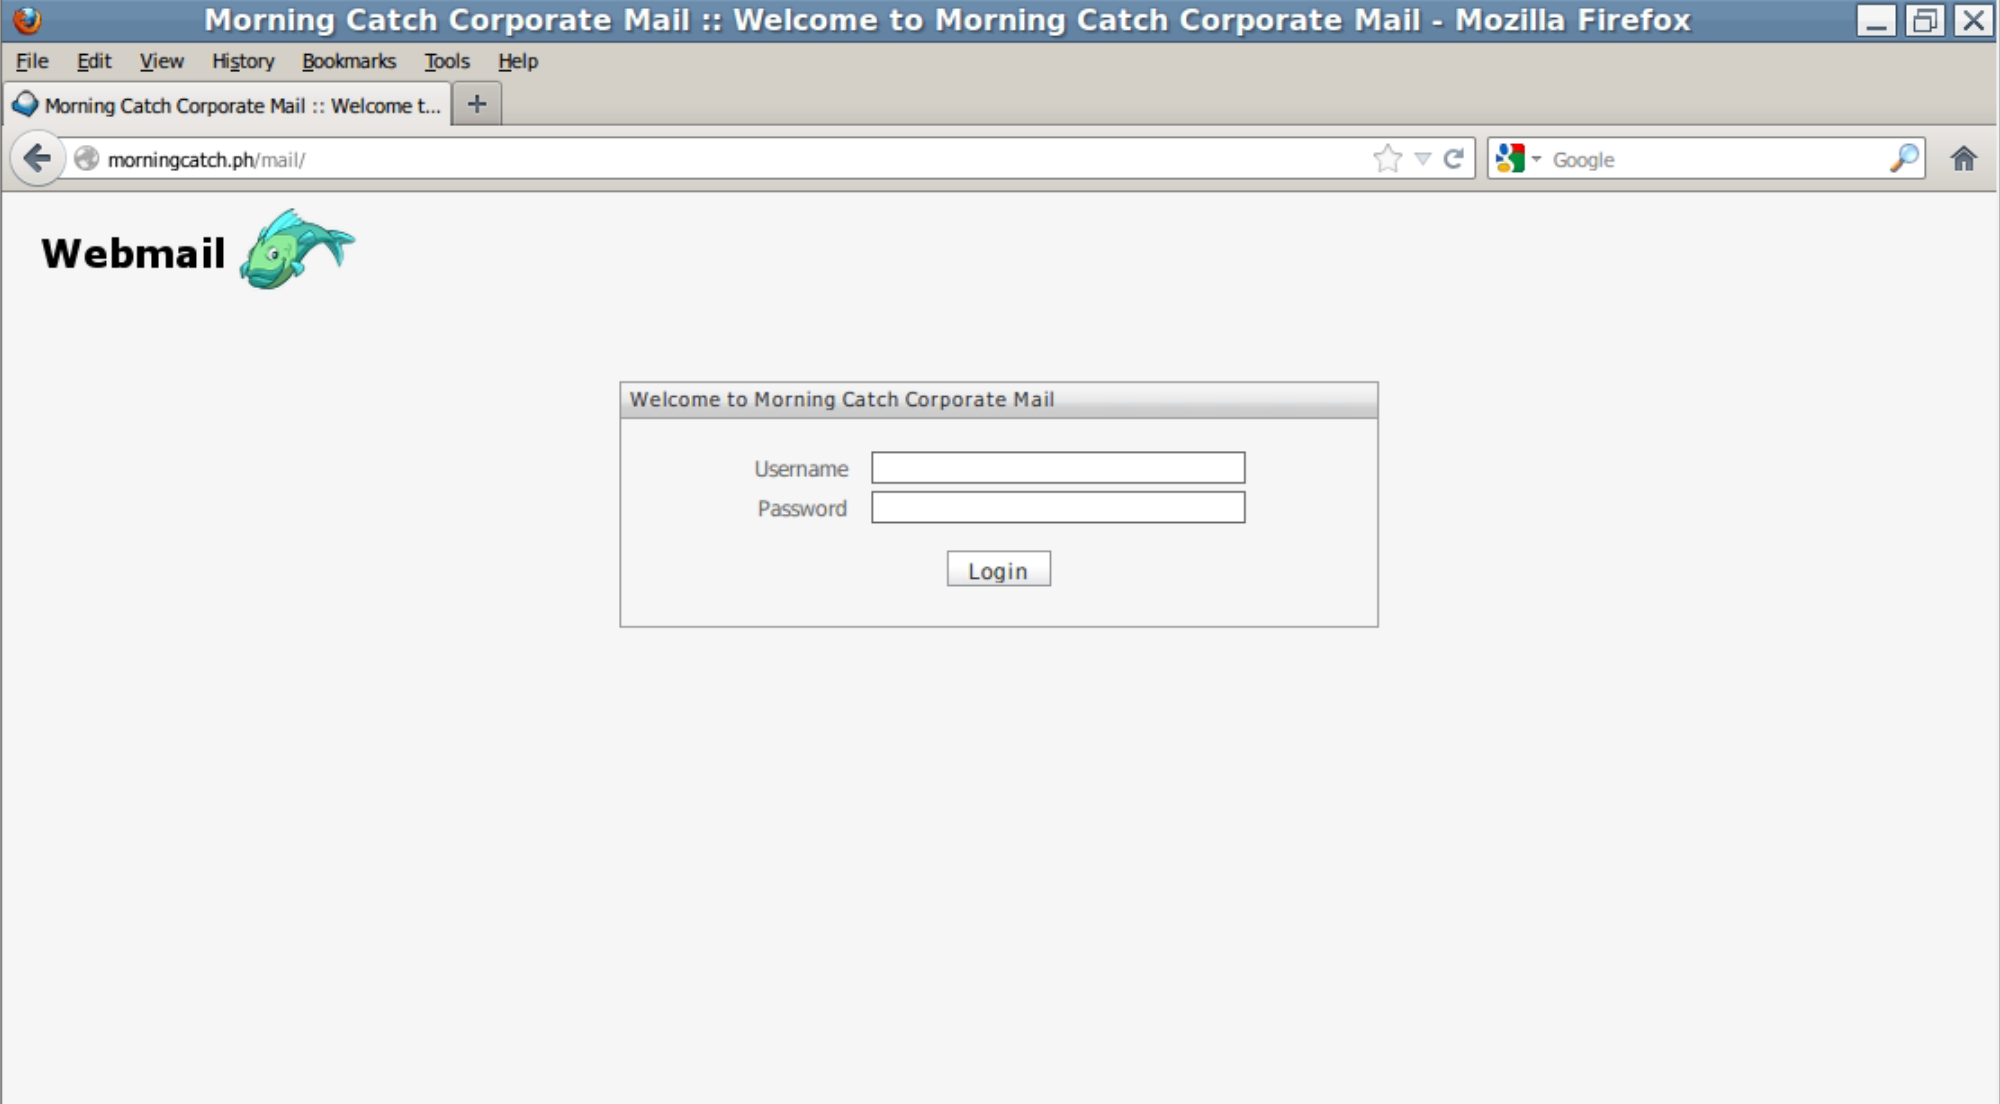 Morning Catch Corporate Mail :: Welcome to Morning Catch Corporate Mail - Mozilla Firefox
File Edit View History Bookmarks Tools Help
Morning Catch Corporate Mail :: Welcome t...
morningcatch.ph/mail/ Google
Webmail
Welcome to Morning Catch Corporate Mail
Username
Password
Login